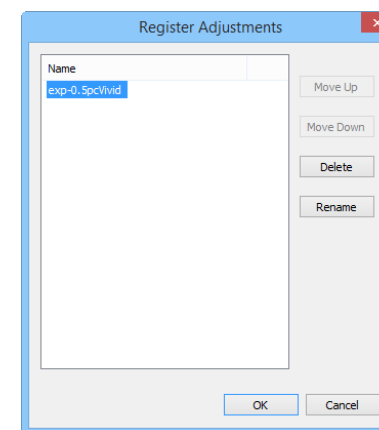 Register Adjustments
Name
exp-0.5pcVivid
Move Up
Move Down
Delete
Rename
OK
Cancel